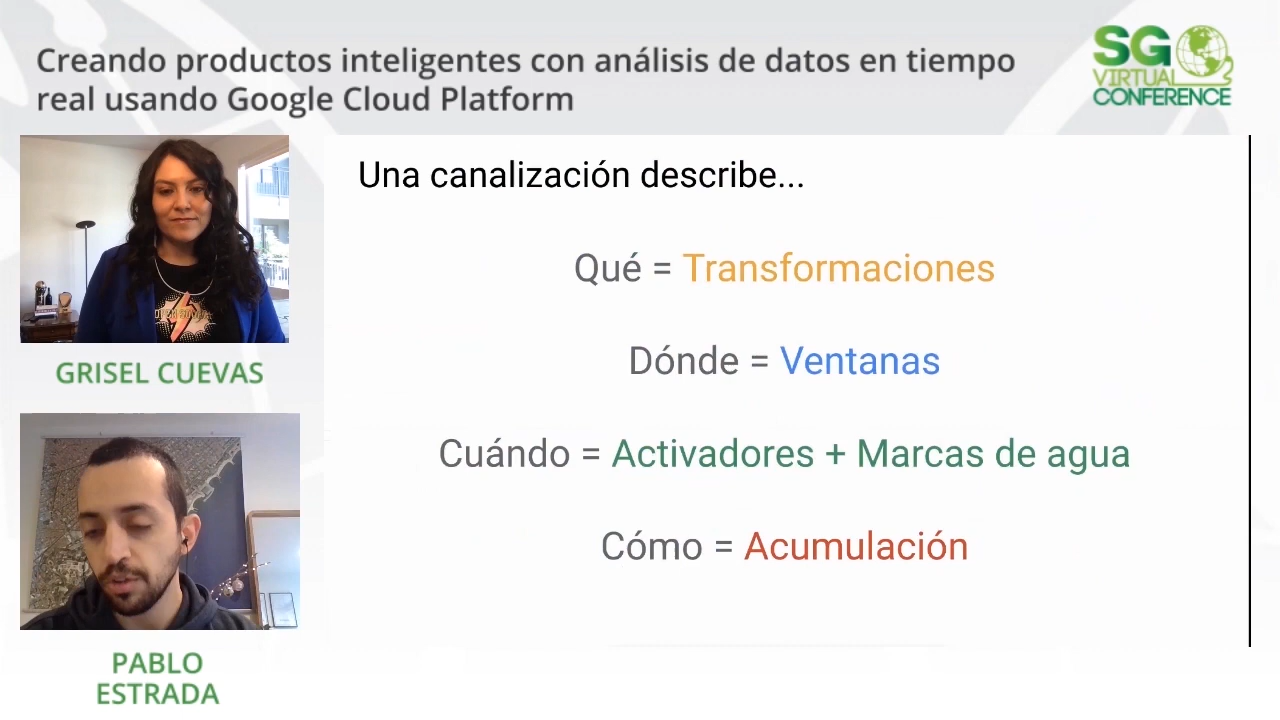 Creando productos inteligentes con análisis de datos en tiempo
real usando Google Cloud Platform
SG
VIRTUAL
CONFERENCE
Una canalización describe...
Qué = Transformaciones
Dónde = Ventanas
Cuándo = Activadores + Marcas de agua
Cómo = Acumulación
GRISEL CUEVAS
PABLO
ESTRADA